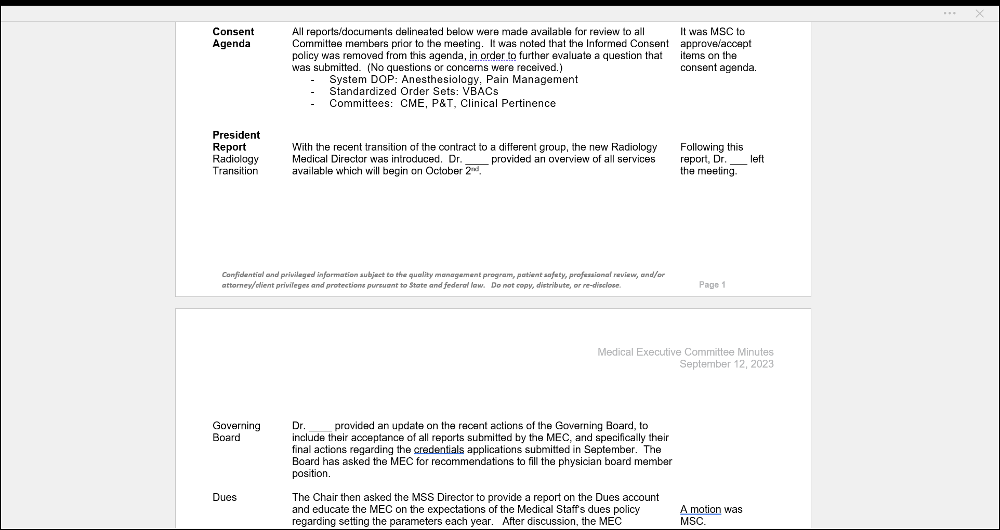 Consent Agenda
All reports/documents delineated below were made available for review to all
Committee members prior to the meeting.  It was noted that the Informed Consent
policy was removed from this agenda, in order to further evaluate a question that
was submitted.  (No questions or concerns were received.)
- System DOP: Anesthesiology, Pain Management
- Standardized Order Sets: VBACs
- Committees:  CME, P&T, Clinical Pertinence
It was MSC to
approve/accept
items on the
consent agenda.
President
Report
Radiology
Transition
With the recent transition of the contract to a different group, the new Radiology
Medical Director was introduced.  Dr. ____ provided an overview of all services
available which will begin on October 2nd.
Following this
report, Dr. ___ left
the meeting.
Confidential and privileged information subject to the quality management program, patient safety, professional review, and/or
attorney/client privileges and protections pursuant to State and federal law.   Do not copy, distribute, or re-disclose.
Page 1
Medical Executive Committee Minutes
September 12, 2023
Governing
Board
Dr. ____ provided an update on the recent actions of the Governing Board, to
include their acceptance of all reports submitted by the MEC, and specifically their
final actions regarding the credentials applications submitted in September.  The
Board has asked the MEC for recommendations to fill the physician board member
position.
Dues
The Chair then asked the MSS Director to provide a report on the Dues account
and educate the MEC on the expectations of the Medical Staff's dues policy
regarding setting the parameters each year.   After discussion, the MEC
A motion was
MSC.